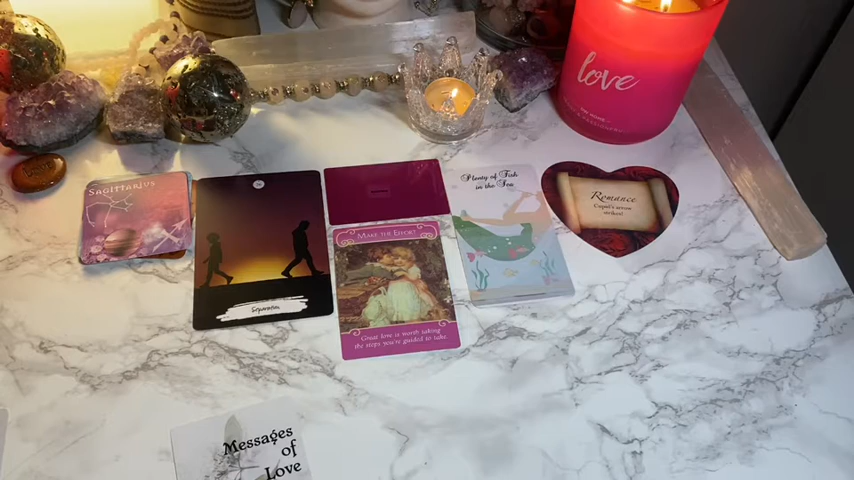 love
SAGITTARIUS
Separation
MAKE THE EFFORT
Great love is worth taking
the steps you're guided to take.
Plenty of Fish
in the Sea
Romance
Cupid's arrow
strikes!
Messages
of
Love